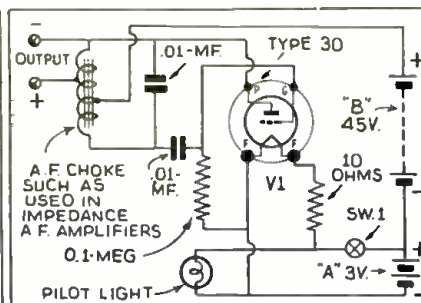 −
OUTPUT
+
.01-MF.
TYPE 30
P
G
F
F
V1
+
"B"
45V.
−
A.F. CHOKE
SUCH AS
USED IN
IMPEDANCE
A.F. AMPLIFIERS
.01-
MF.
0.1-MEG
10
OHMS
SW.1
+
"A" 3V.
−
PILOT LIGHT